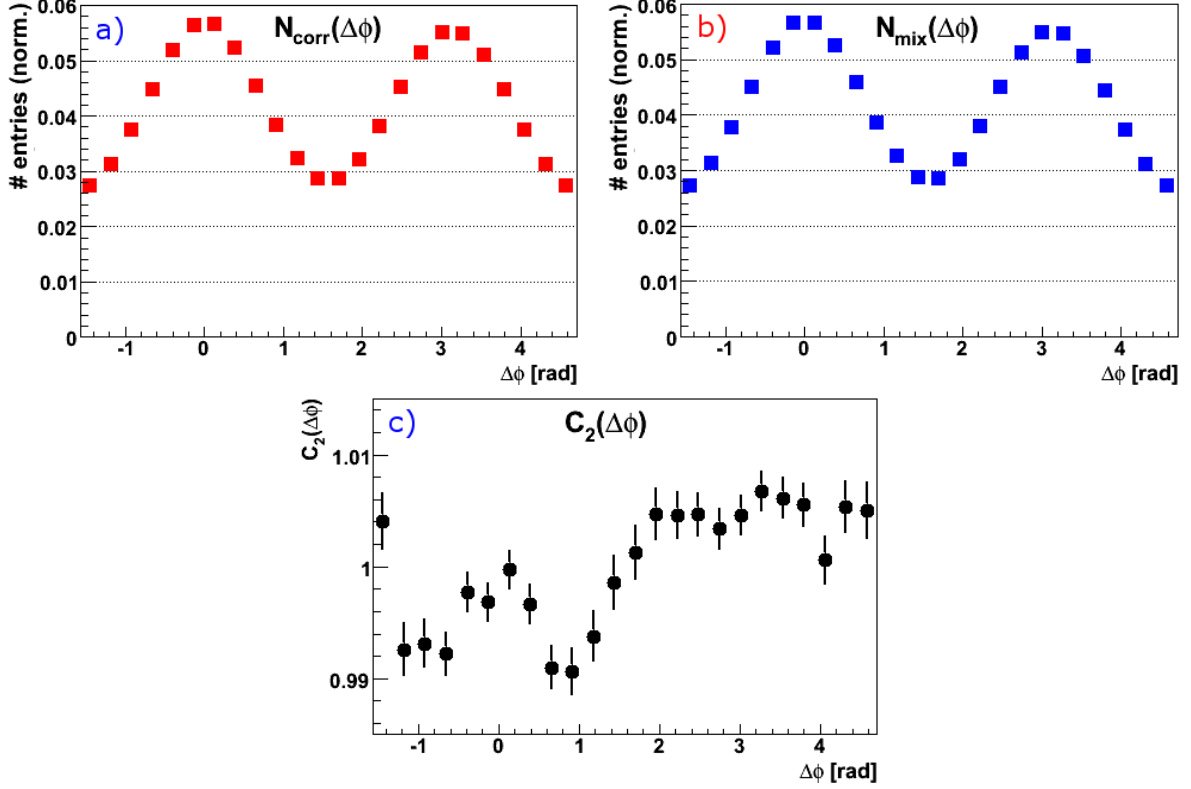 a)
N_corr(Δφ)
# entries (norm.)
0.06
0.05
0.04
0.03
0.02
0.01
0
-1 0 1 2 3 4
Δφ [rad]
b)
N_mix(Δφ)
# entries (norm.)
0.06
0.05
0.04
0.03
0.02
0.01
0
-1 0 1 2 3 4
Δφ [rad]
c)
C_2(Δφ)
C_2(Δφ)
1.01
1
0.99
-1 0 1 2 3 4
Δφ [rad]